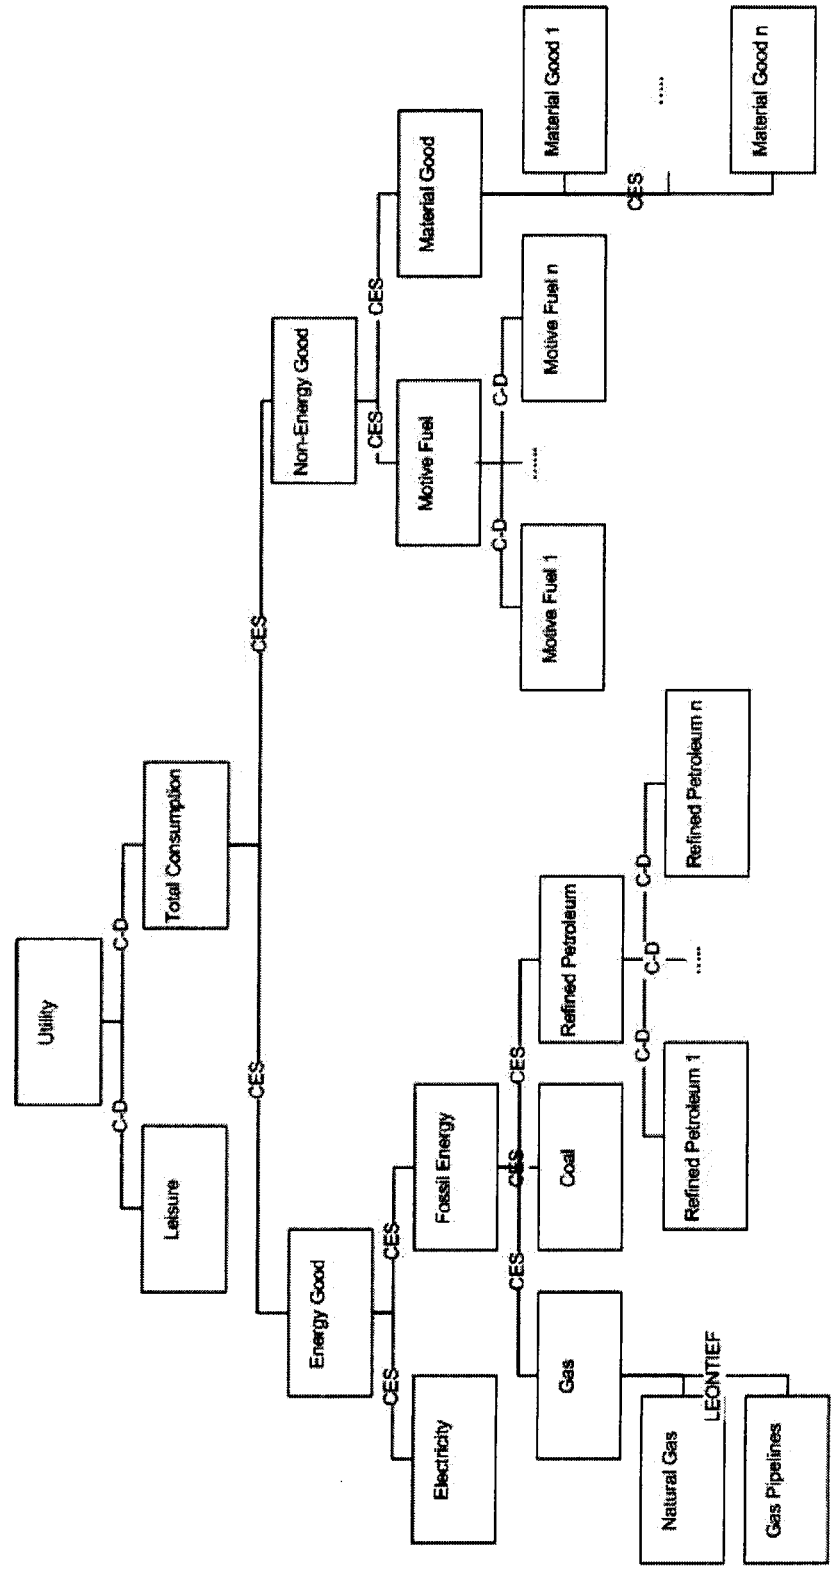 Utility
C-D
C-D
Leisure
Total Consumption
CES
CES
Energy Good
Non-Energy Good
CES
CES
CES
CES
Electricity
Fossil Energy
Motive Fuel
Material Good
CES
CES
CES
C-D
C-D
CES
Gas
Coal
Refined Petroleum
Motive Fuel 1
......
Motive Fuel n
Material Good 1
.....
Material Good n
LEONTIEF
C-D
C-D
C-D
Natural Gas
Gas Pipelines
Refined Petroleum 1
.....
Refined Petroleum n